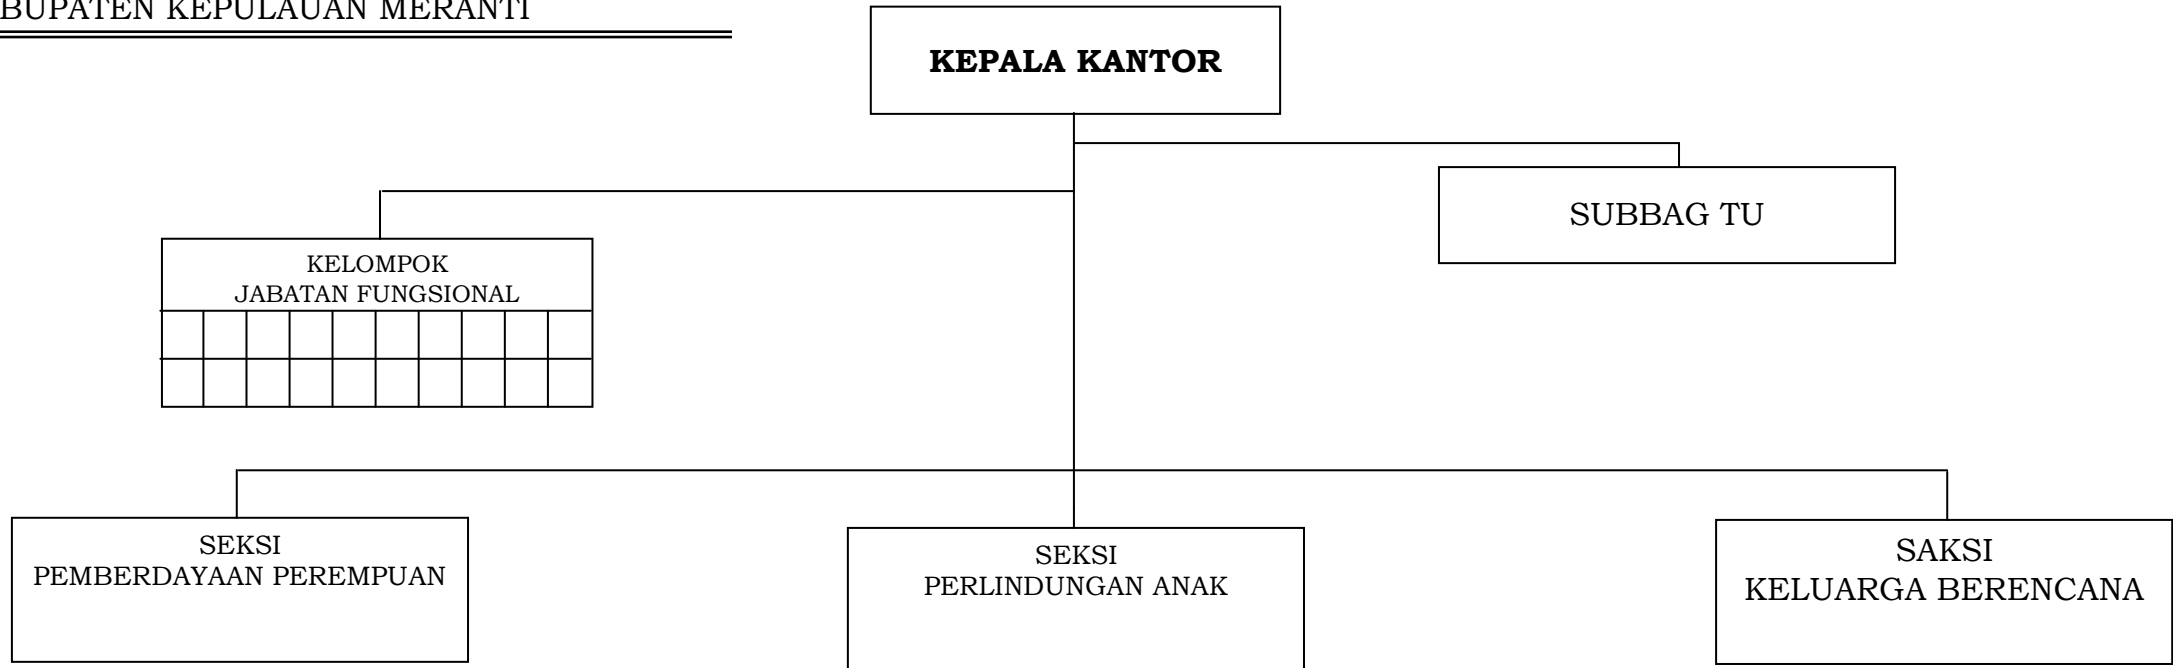 BUPATEN KEPULAUAN MERANTI
KEPALA KANTOR
SUBBAG TU
KELOMPOK
JABATAN FUNGSIONAL
SEKSI
PEMBERDAYAAN PEREMPUAN
SEKSI
PERLINDUNGAN ANAK
SAKSI
KELUARGA BERENCANA